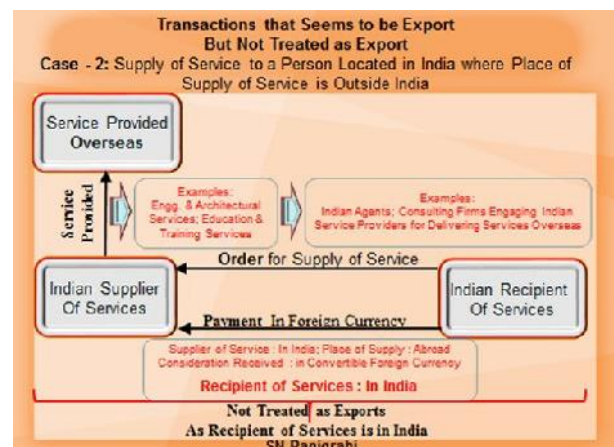 Transactions that Seems to be Export
But Not Treated as Export
Case - 2: Supply of Service to a Person Located in India where Place of
Supply of Service is Outside India
Service Provided
Overseas
Service
Provided
Examples:
Engg. & Architectural
Services; Education &
Training Services
Examples:
Indian Agents; Consulting Firms Engaging Indian
Service Providers for Delivering Services Overseas
Order for Supply of Service
Indian Supplier
Of Services
Indian Recipient
Of Services
Payment In Foreign Currency
Supplier of Service : In India; Place of Supply : Abroad
Consideration Received : in Convertible Foreign Currency
Recipient of Services : In India
Not Treated as Exports
As Recipient of Services is in India
SN Panigrahi